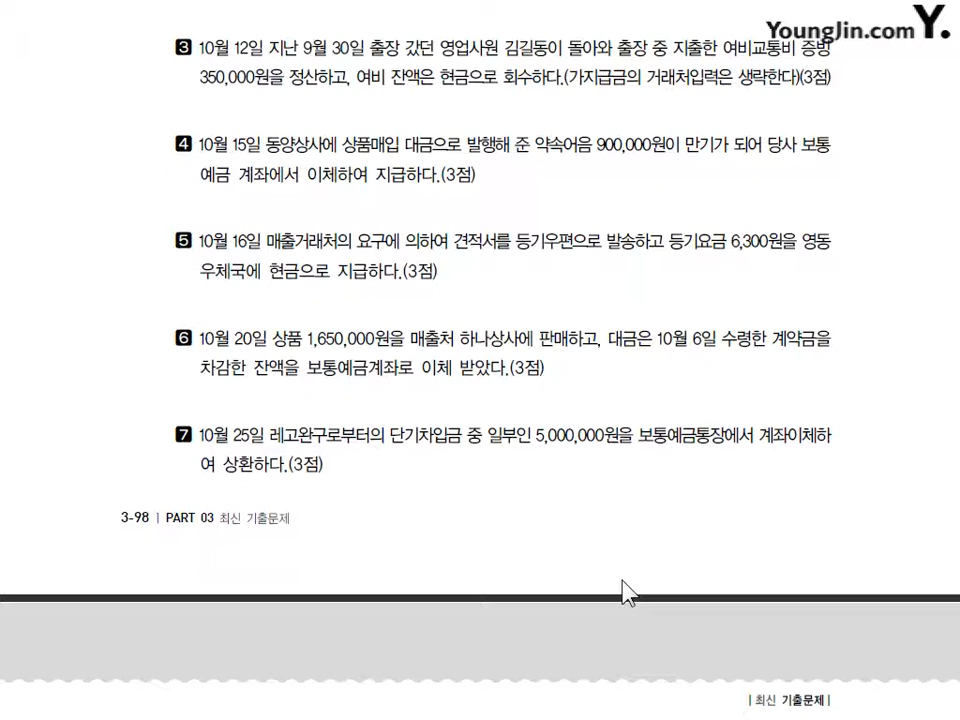 YoungJin.com Y.
3 10월 12일 지난 9월 30일 출장 갔던 영업사원 김길동이 돌아와 출장 중 지출한 여비교통비 증빙
350,000원을 정산하고, 여비 잔액은 현금으로 회수하다.(가지급금의 거래처입력은 생략한다)(3점)
4 10월 15일 동양상사에 상품매입 대금으로 발행해 준 약속어음 900,000원이 만기가 되어 당사 보통
예금 계좌에서 이체하여 지급하다.(3점)
5 10월 16일 매출거래처의 요구에 의하여 견적서를 등기우편으로 발송하고 등기요금 6,300원을 영동
우체국에 현금으로 지급하다.(3점)
6 10월 20일 상품 1,650,000원을 매출처 하나상사에 판매하고, 대금은 10월 6일 수령한 계약금을
차감한 잔액을 보통예금계좌로 이체 받았다.(3점)
7 10월 25일 레고완구로부터의 단기차입금 중 일부인 5,000,000원을 보통예금통장에서 계좌이체하
여 상환하다.(3점)
3-98 | PART 03 최신 기출문제
| 최신 기출문제 |